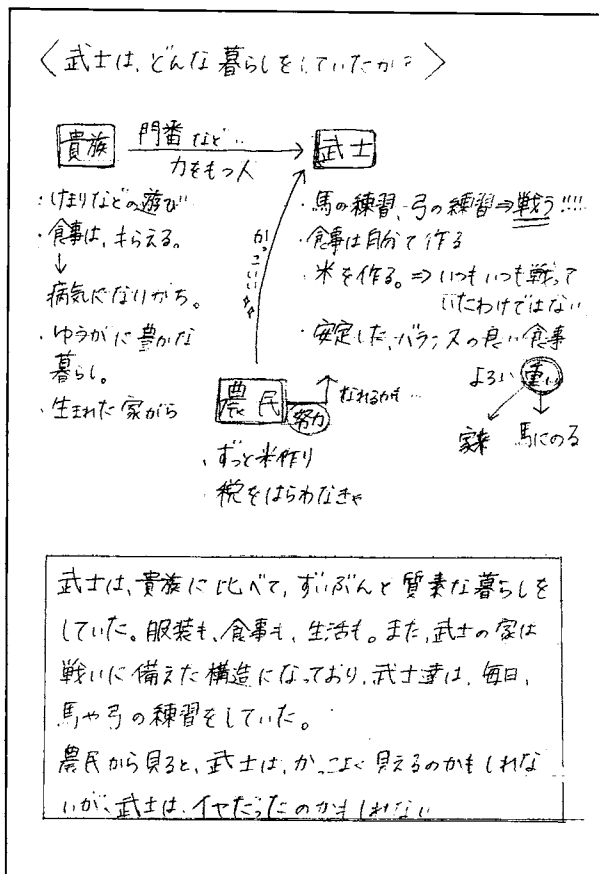 〈武士は、どんな暮らしをしていたか?〉
貴族
門番など…
力をもつ人
武士
・けまりなどの遊び
・食事は、
↓
病気になりがち。
・ゆうがに豊かな
暮らし。
・生まれた家がら
かっこいい
・馬の練習、弓の練習⇒戦う!!!!
・食事は自分で作る
・米を作る。⇒いつもいつも戦って
いたわけではない
・安定した、バランスの良い食事
よろい 重い
家来 馬にのる
農民
努力
なれるかも…
・ずっと米作り
・税をはらわなきゃ
武士は、貴族に比べて、ずいぶんと質素な暮らしを
していた。服装も、食事も、生活も。また、武士の家は
戦いに備えた構造になっており、武士達は、毎日、
馬や弓の練習をしていた。
農民から見ると、武士は、かっこよく見えるのかもしれな
いが、武士は、イヤだったのかもしれない